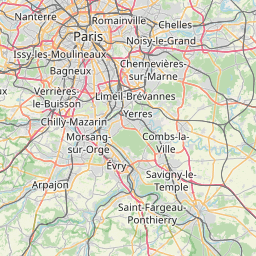 Nanterre
Romainville
Chelles
Paris
Issy-les-Moulineaux
Noisy-le-Grand
Bagneux
Chennevières-
sur-Marne
Verrières-
le-Buisson
Limeil-Brévannes
Yerres
Chilly-Mazarin
Morsang-
sur-Orge
Combs-la-
Ville
Évry
Savigny-le-
Temple
Arpajon
Saint-Fargeau-
Ponthierry